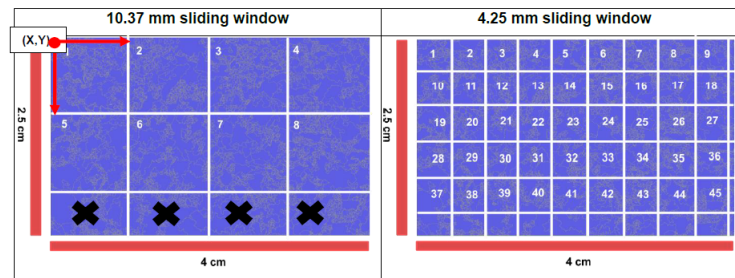 10.37 mm sliding window
4.25 mm sliding window
(X,Y)
2 3 4
5 6 7 8
2.5 cm
4 cm
1 2 3 4 5 6 7 8 9
10 11 12 13 14 15 16 17 18
19 20 21 22 23 24 25 26 27
28 29 30 31 32 33 34 35 36
37 38 39 40 41 42 43 44 45
2.5 cm
4 cm